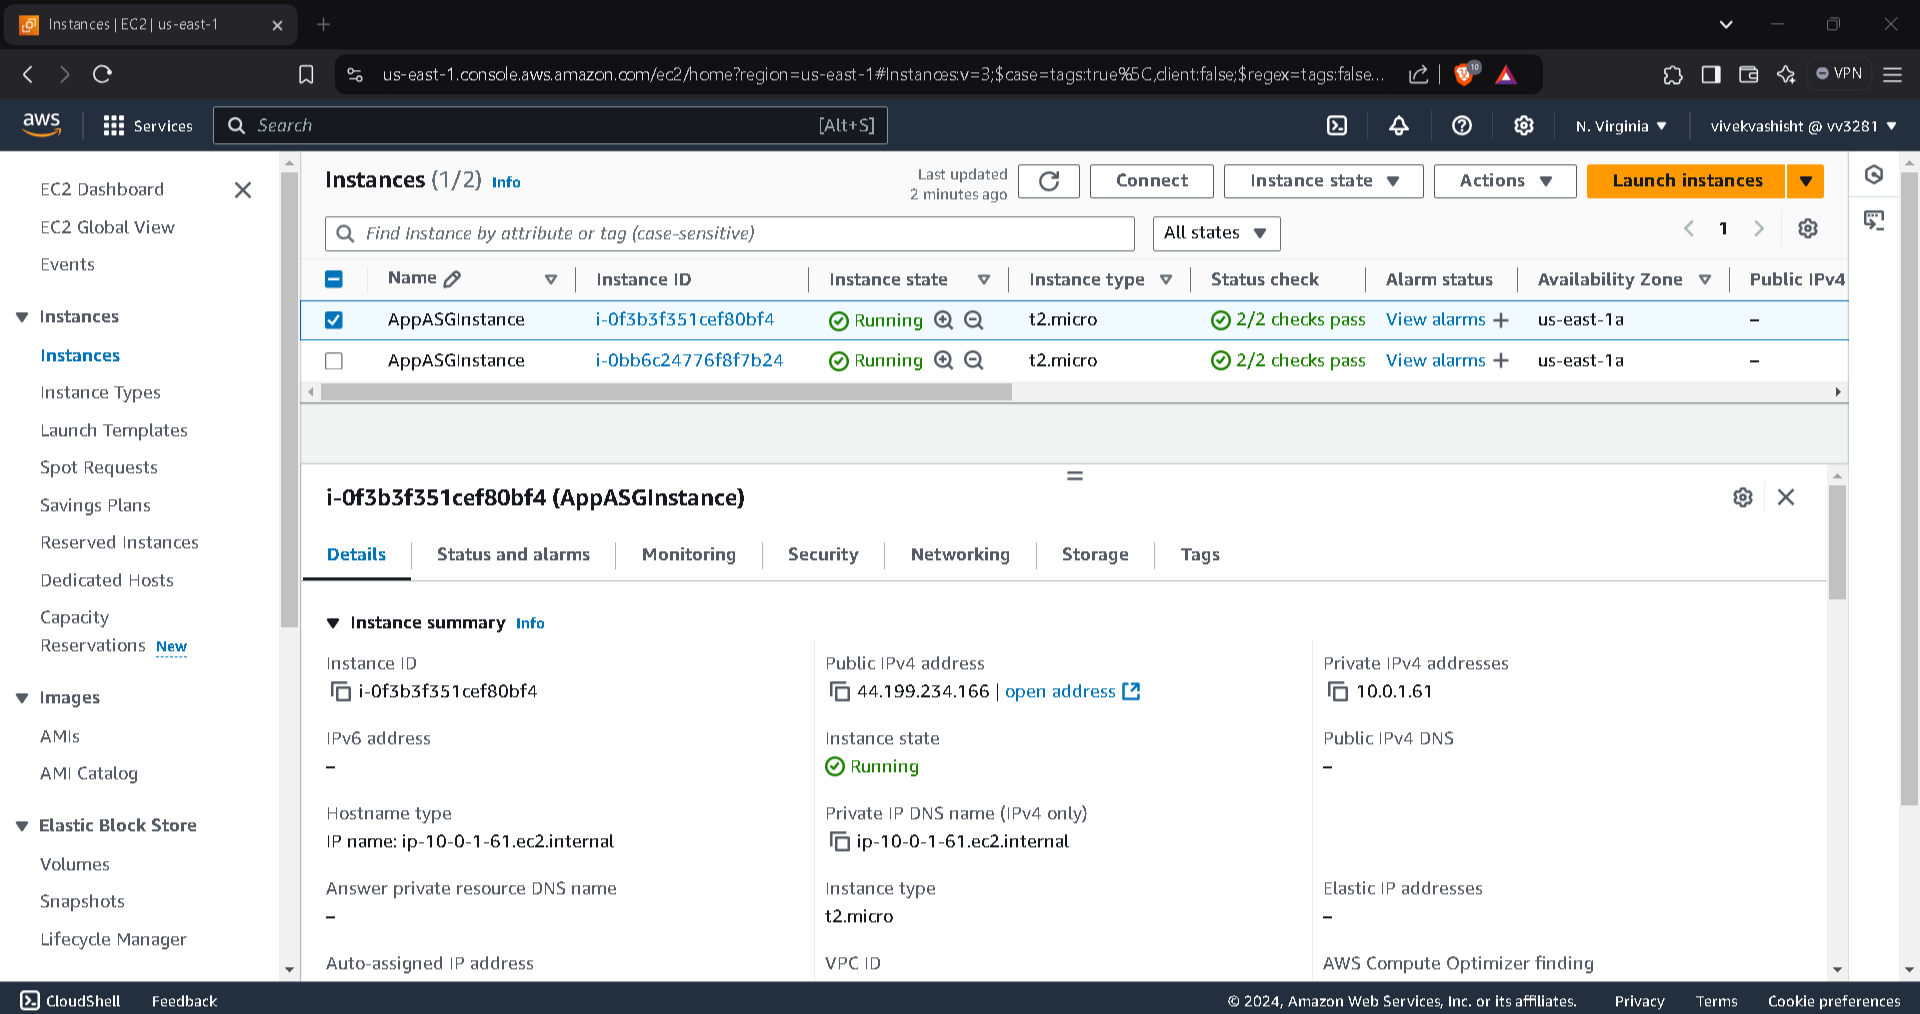 Instances | EC2 | us-east-1
us-east-1.console.aws.amazon.com/ec2/home?region=us-east-1#Instances:v=3;$case=tags:true%5C,client:false;$regex=tags:false...
10
VPN
aws
Services
Search
[Alt+S]
N. Virginia
vivekvashisht @ vv3281
EC2 Dashboard
EC2 Global View
Events
Instances
Instances
Instance Types
Launch Templates
Spot Requests
Savings Plans
Reserved Instances
Dedicated Hosts
Capacity
Reservations New
Images
AMIs
AMI Catalog
Elastic Block Store
Volumes
Snapshots
Lifecycle Manager
Instances (1/2) Info
Last updated
2 minutes ago
Connect
Instance state
Actions
Launch instances
Find Instance by attribute or tag (case-sensitive)
All states
1
Name Instance ID Instance state Instance type Status check Alarm status Availability Zone Public IPv4
AppASGInstance i-0f3b3f351cef80bf4 Running t2.micro 2/2 checks pass View alarms + us-east-1a –
AppASGInstance i-0bb6c24776f8f7b24 Running t2.micro 2/2 checks pass View alarms + us-east-1a –
i-0f3b3f351cef80bf4 (AppASGInstance)
Details Status and alarms Monitoring Security Networking Storage Tags
Instance summary Info
Instance ID
i-0f3b3f351cef80bf4
Public IPv4 address
44.199.234.166 | open address
Private IPv4 addresses
10.0.1.61
IPv6 address
–
Instance state
Running
Public IPv4 DNS
–
Hostname type
IP name: ip-10-0-1-61.ec2.internal
Private IP DNS name (IPv4 only)
ip-10-0-1-61.ec2.internal
Answer private resource DNS name
–
Instance type
t2.micro
Elastic IP addresses
–
Auto-assigned IP address
VPC ID
AWS Compute Optimizer finding
CloudShell
Feedback
© 2024, Amazon Web Services, Inc. or its affiliates.
Privacy
Terms
Cookie preferences